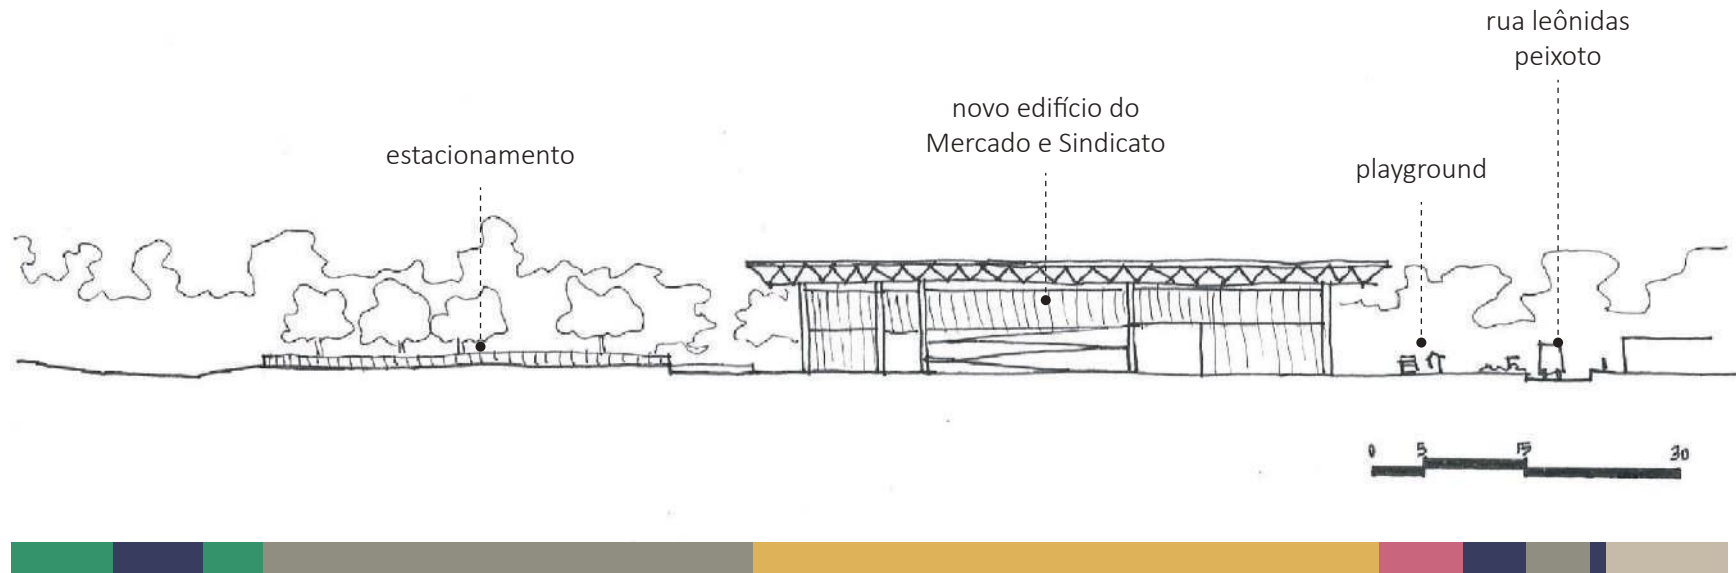 rua leônidas
peixoto
novo edifício do
Mercado e Sindicato
estacionamento
playground
0 5 15 30